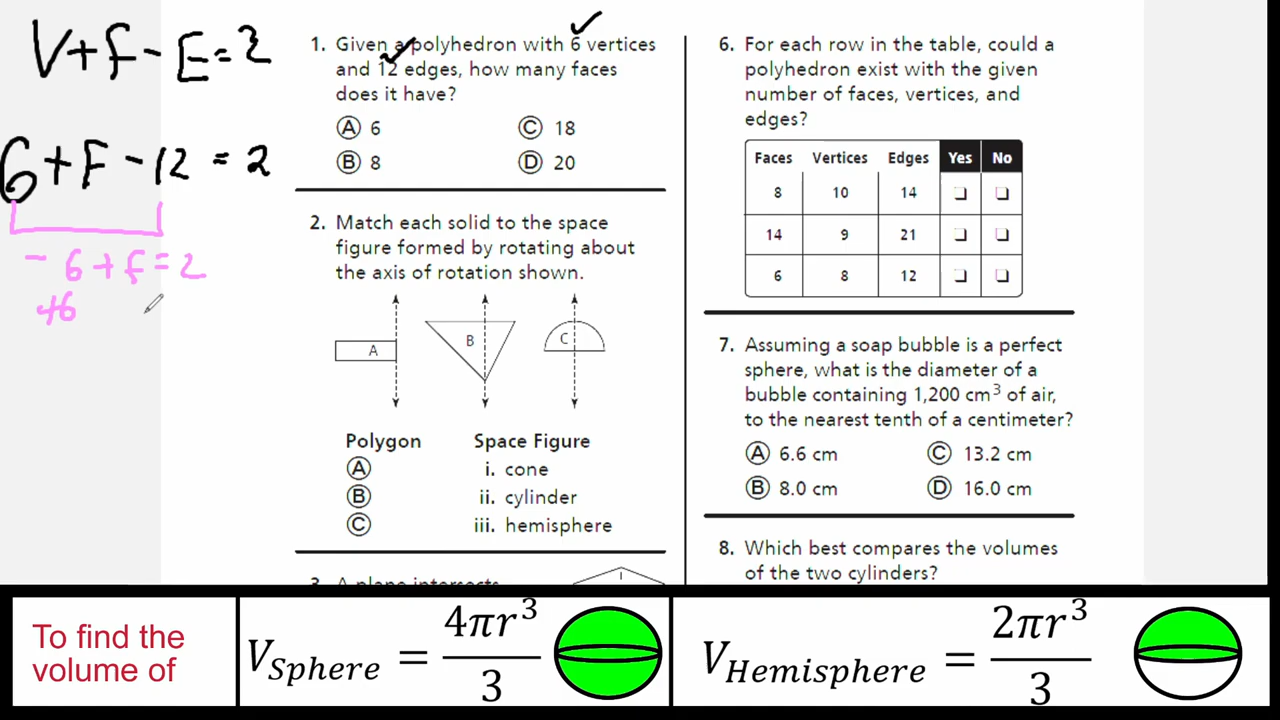 V+F-E=2
6+F-12=2
-6+F=2
+6
1. Given a polyhedron with 6 vertices
and 12 edges, how many faces
does it have?
Ⓐ 6 Ⓒ 18
Ⓑ 8 Ⓓ 20
2. Match each solid to the space
figure formed by rotating about
the axis of rotation shown.
A B C
Polygon Space Figure
Ⓐ i. cone
Ⓑ ii. cylinder
Ⓒ iii. hemisphere
3. A plane intersects
6. For each row in the table, could a
polyhedron exist with the given
number of faces, vertices, and
edges?
Faces Vertices Edges Yes No
8 10 14 ❏ ❏
14 9 21 ❏ ❏
6 8 12 ❏ ❏
7. Assuming a soap bubble is a perfect
sphere, what is the diameter of a
bubble containing 1,200 cm³ of air,
to the nearest tenth of a centimeter?
Ⓐ 6.6 cm Ⓒ 13.2 cm
Ⓑ 8.0 cm Ⓓ 16.0 cm
8. Which best compares the volumes
of the two cylinders?
To find the
volume of
V_Sphere = 4πr³/3
V_Hemisphere = 2πr³/3